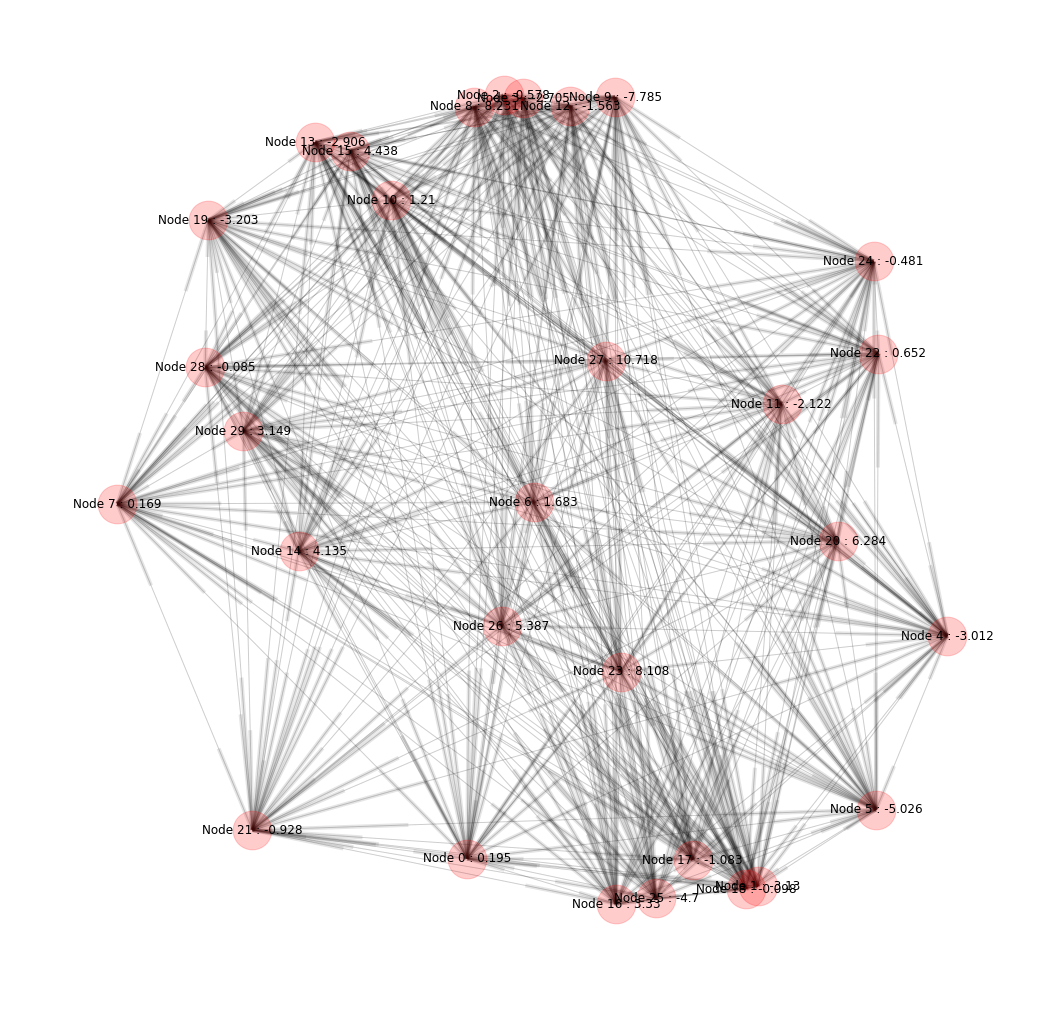 Node 2 : -0.578
Node 3 : -2.705
Node 9 : -7.785
Node 8 : 8.231
Node 12 : -1.563
Node 13 : -2.906
Node 15 : 4.438
Node 10 : 1.21
Node 19 : -3.203
Node 24 : -0.481
Node 22 : 0.652
Node 27 : 10.718
Node 28 : -0.085
Node 11 : -2.122
Node 29 : 3.149
Node 6 : 1.683
Node 7 : 0.169
Node 20 : 6.284
Node 14 : 4.135
Node 26 : 5.387
Node 4 : -3.012
Node 23 : 8.108
Node 5 : -5.026
Node 21 : -0.928
Node 0 : 0.195
Node 17 : -1.083
Node 1 : -3.13
Node 18 : -0.098
Node 25 : -4.7
Node 16 : 3.33